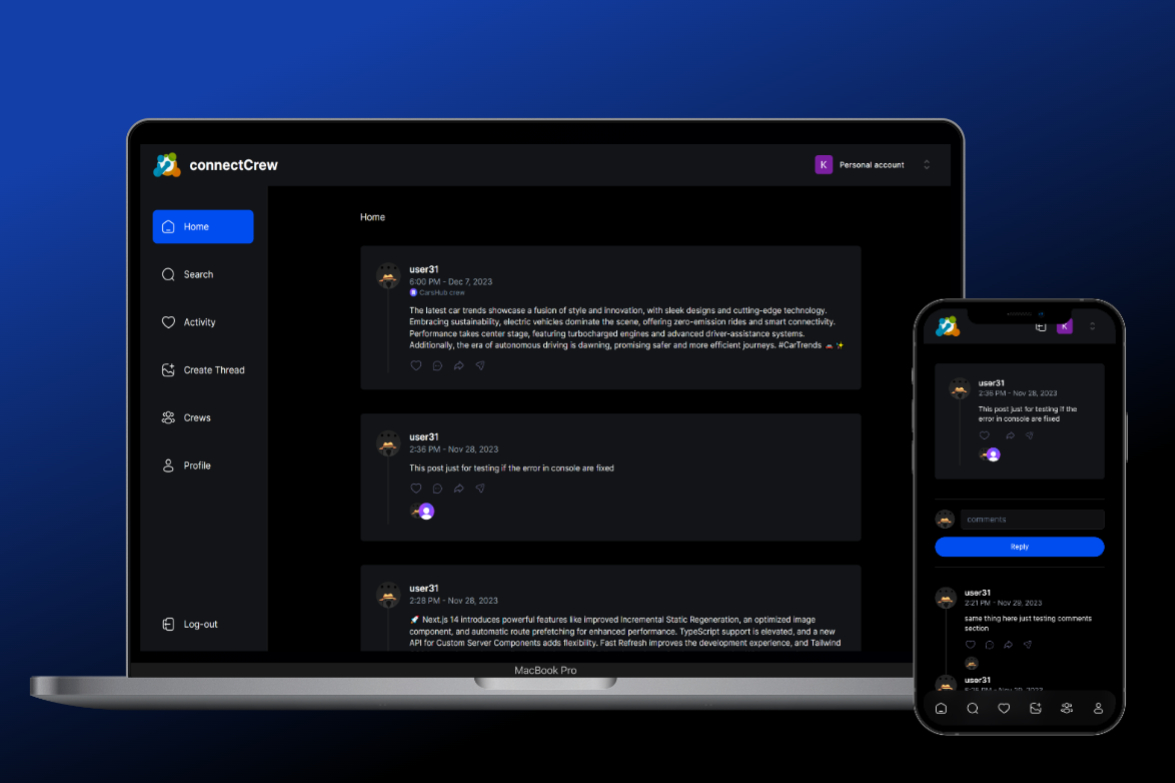 connectCrew
K
Personal account
Home
Search
Activity
Create Thread
Crews
Profile
Log-out
Home
user31
6:00 PM - Dec 7, 2023
CarsHub crew
The latest car trends showcase a fusion of style and innovation, with sleek designs and cutting-edge technology.
Embracing sustainability, electric vehicles dominate the scene, offering zero-emission rides and smart connectivity.
Performance takes center stage, featuring turbocharged engines and advanced driver-assistance systems.
Additionally, the era of autonomous driving is dawning, promising safer and more efficient journeys. #CarTrends 🚗 ✨
user31
2:36 PM - Nov 28, 2023
This post just for testing if the error in console are fixed
user31
2:28 PM - Nov 28, 2023
🚀 Next.js 14 introduces powerful features like improved Incremental Static Regeneration, an optimized image
component, and automatic route prefetching for enhanced performance. TypeScript support is elevated, and a new
API for Custom Server Components adds flexibility. Fast Refresh improves the development experience, and Tailwind
MacBook Pro
K
user31
2:36 PM - Nov 28, 2023
This post just for testing if the
error in console are fixed
comments
Reply
user31
2:21 PM - Nov 29, 2023
same thing here just testing comments
section
user31